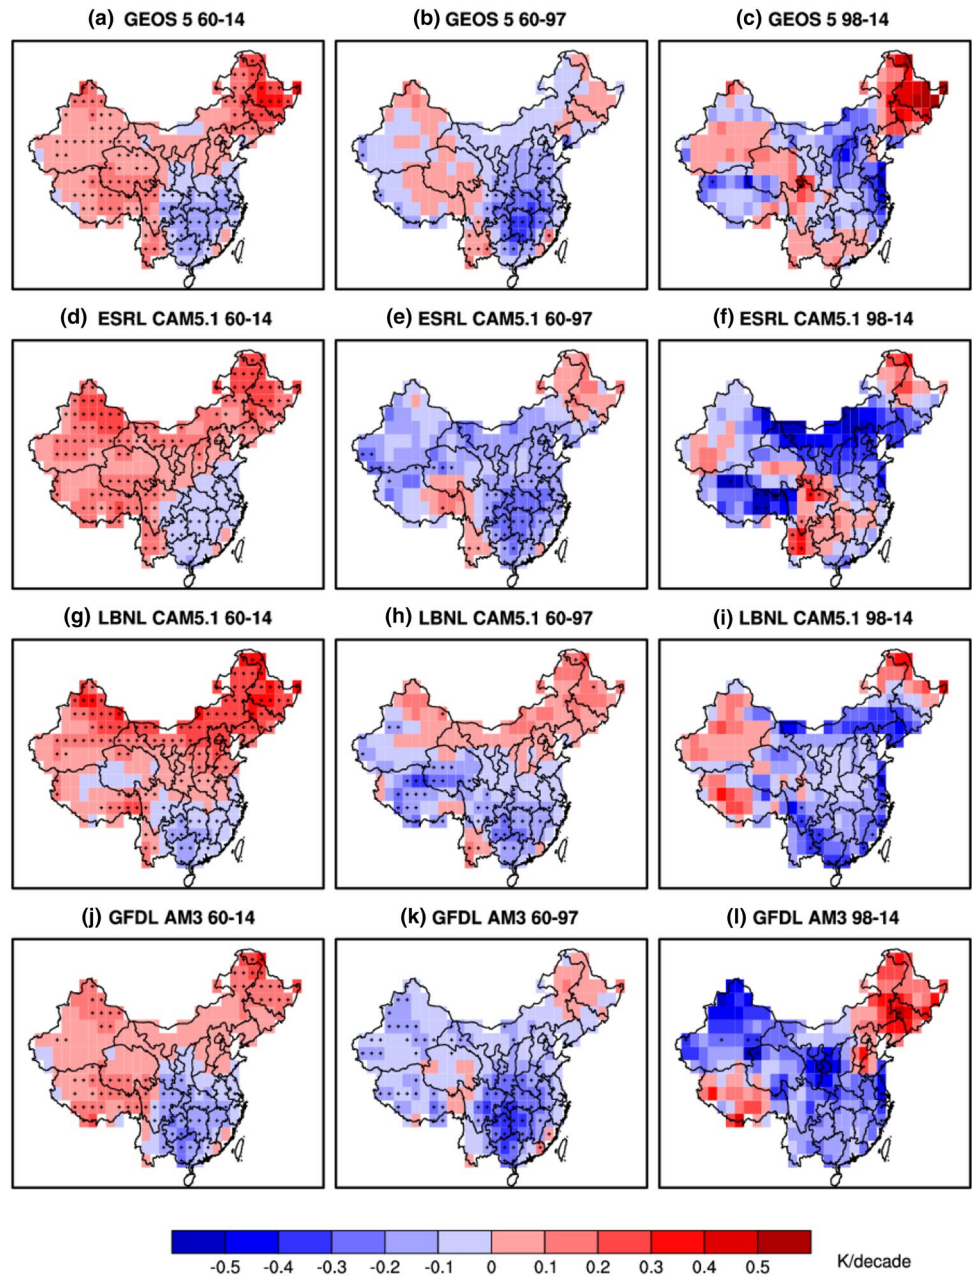 (a) GEOS 5 60-14
(b) GEOS 5 60-97
(c) GEOS 5 98-14
(d) ESRL CAM5.1 60-14
(e) ESRL CAM5.1 60-97
(f) ESRL CAM5.1 98-14
(g) LBNL CAM5.1 60-14
(h) LBNL CAM5.1 60-97
(i) LBNL CAM5.1 98-14
(j) GFDL AM3 60-14
(k) GFDL AM3 60-97
(l) GFDL AM3 98-14
-0.5 -0.4 -0.3 -0.2 -0.1 0 0.1 0.2 0.3 0.4 0.5 K/decade